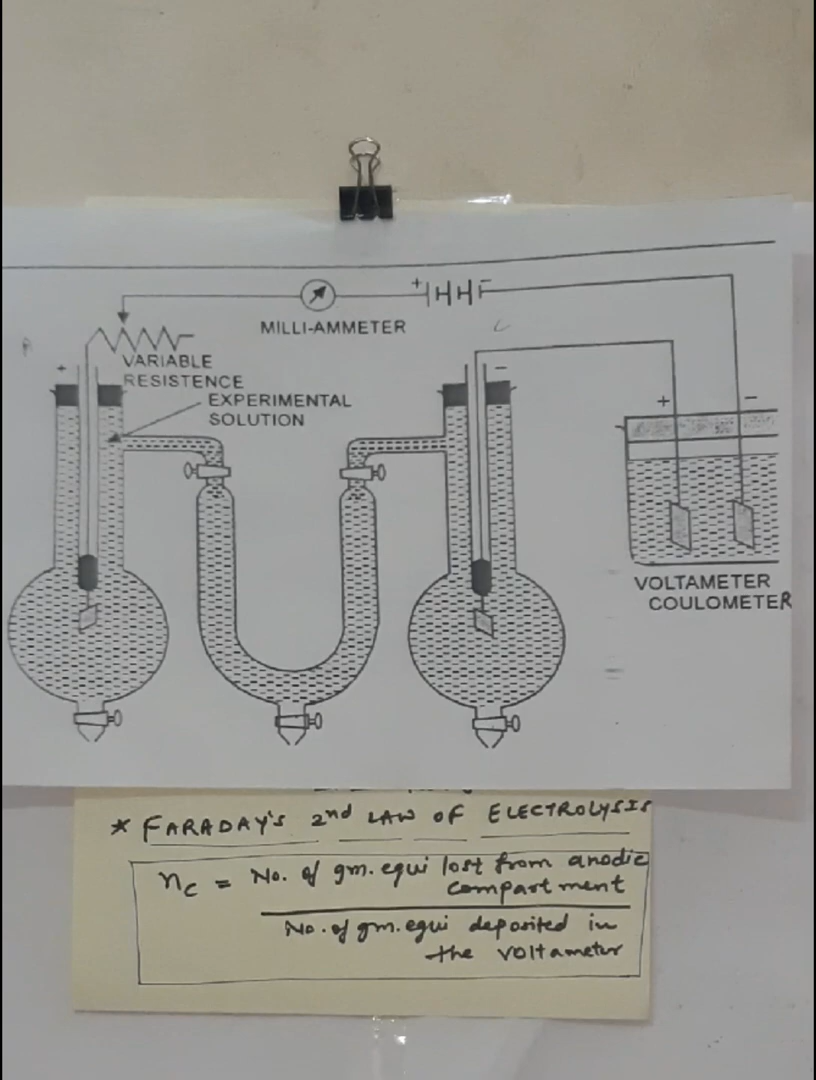 +
-
MILLI-AMMETER
C
VARIABLE
RESISTENCE
+
-
EXPERIMENTAL
SOLUTION
+
-
VOLTAMETER
COULOMETER
* FARADAY'S 2nd LAW OF ELECTROLYSIS
nc = No. of gm. equi lost from anodic
compartment
No. of gm. equi deposited in
the voltameter